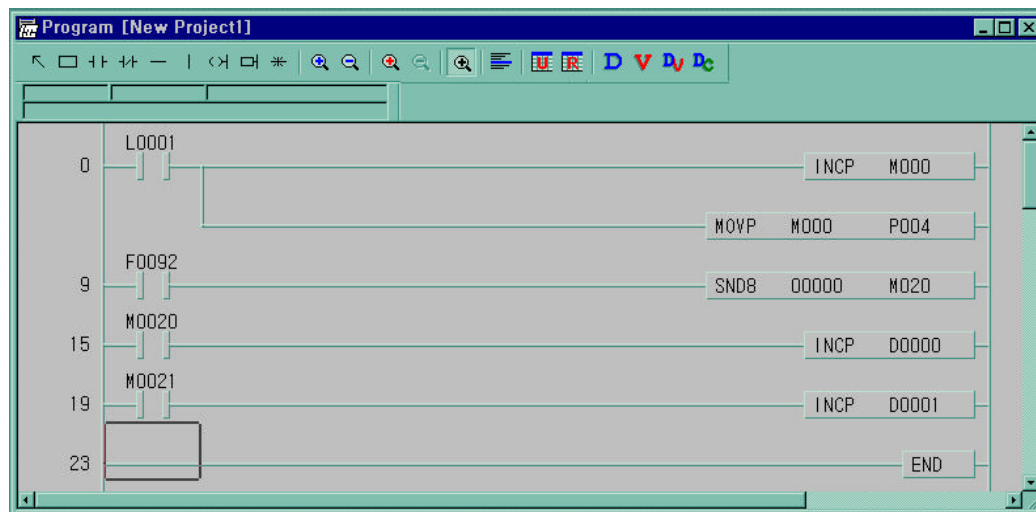 Program [New Project1]
U R D V DV DC
L0001
0 INCP M000
MOVP M000 P004
F0092
9 SND8 00000 M020
M0020
15 INCP D0000
M0021
19 INCP D0001
23 END